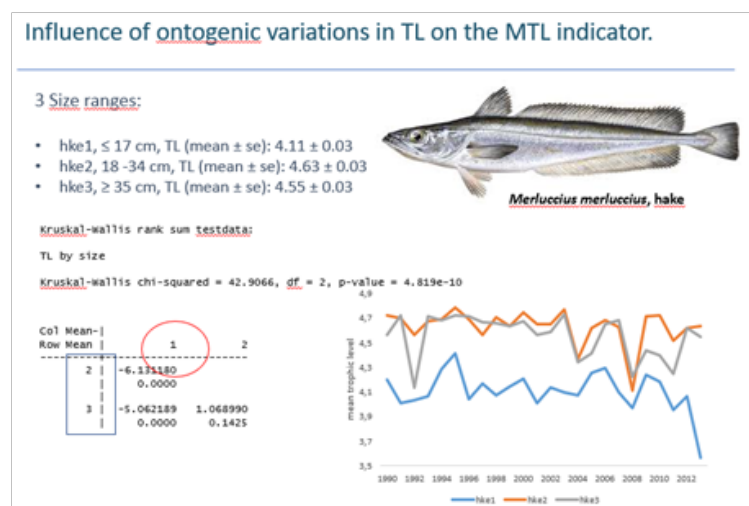 Influence of ontogenic variations in TL on the MTL indicator.
3 Size ranges:
• hke1, ≤ 17 cm, TL (mean ± se): 4.11 ± 0.03
• hke2, 18 -34 cm, TL (mean ± se): 4.63 ± 0.03
• hke3, ≥ 35 cm, TL (mean ± se): 4.55 ± 0.03
Merluccius merluccius, hake
Kruskal-Wallis rank sum testdata:
TL by size
Kruskal-Wallis chi-squared = 42.9066, df = 2, p-value = 4.819e-10
Col Mean-|
Row Mean | 1 2
---------------------------------
2 | -6.131180
| 0.0000
|
3 | -5.062189 1.068990
| 0.0000 0.1425
mean trophic level
4,9
4,7
4,5
4,3
4,1
3,9
3,7
3,5
1990 1992 1994 1996 1998 2000 2002 2004 2006 2008 2010 2012
hke1 hke2 hke3